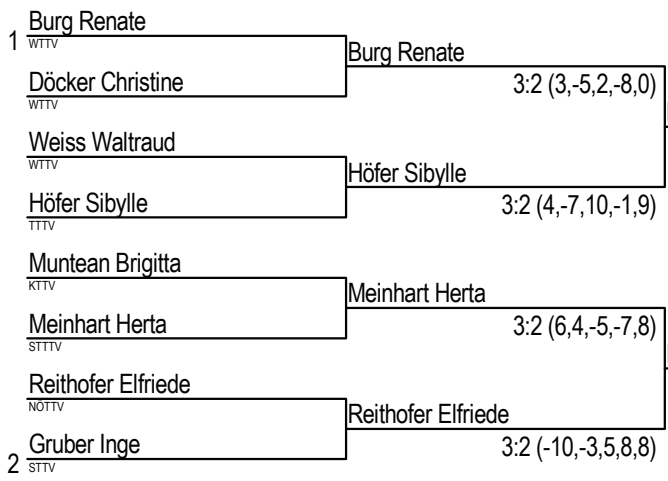 Burg Renate
1 WTTV
Burg Renate
Döcker Christine
3:2 (3,-5,2,-8,0)
WTTV
Weiss Waltraud
WTTV
Höfer Sibylle
Höfer Sibylle
3:2 (4,-7,10,-1,9)
TTTV
Muntean Brigitta
KTTV
Meinhart Herta
Meinhart Herta
3:2 (6,4,-5,-7,8)
STTTV
Reithofer Elfriede
NÖTTV
Reithofer Elfriede
Gruber Inge
3:2 (-10,-3,5,8,8)
2 STTV